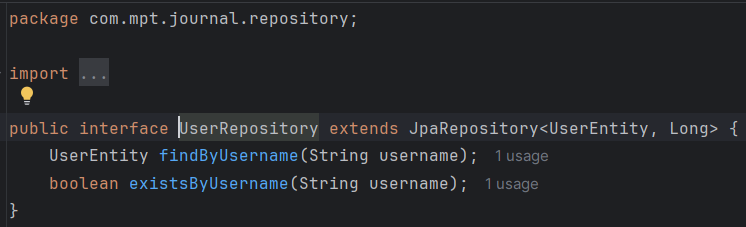 package com.mpt.journal.repository;
import ...
public interface UserRepository extends JpaRepository<UserEntity, Long> {
UserEntity findByUsername(String username); 1 usage
boolean existsByUsername(String username); 1 usage
}